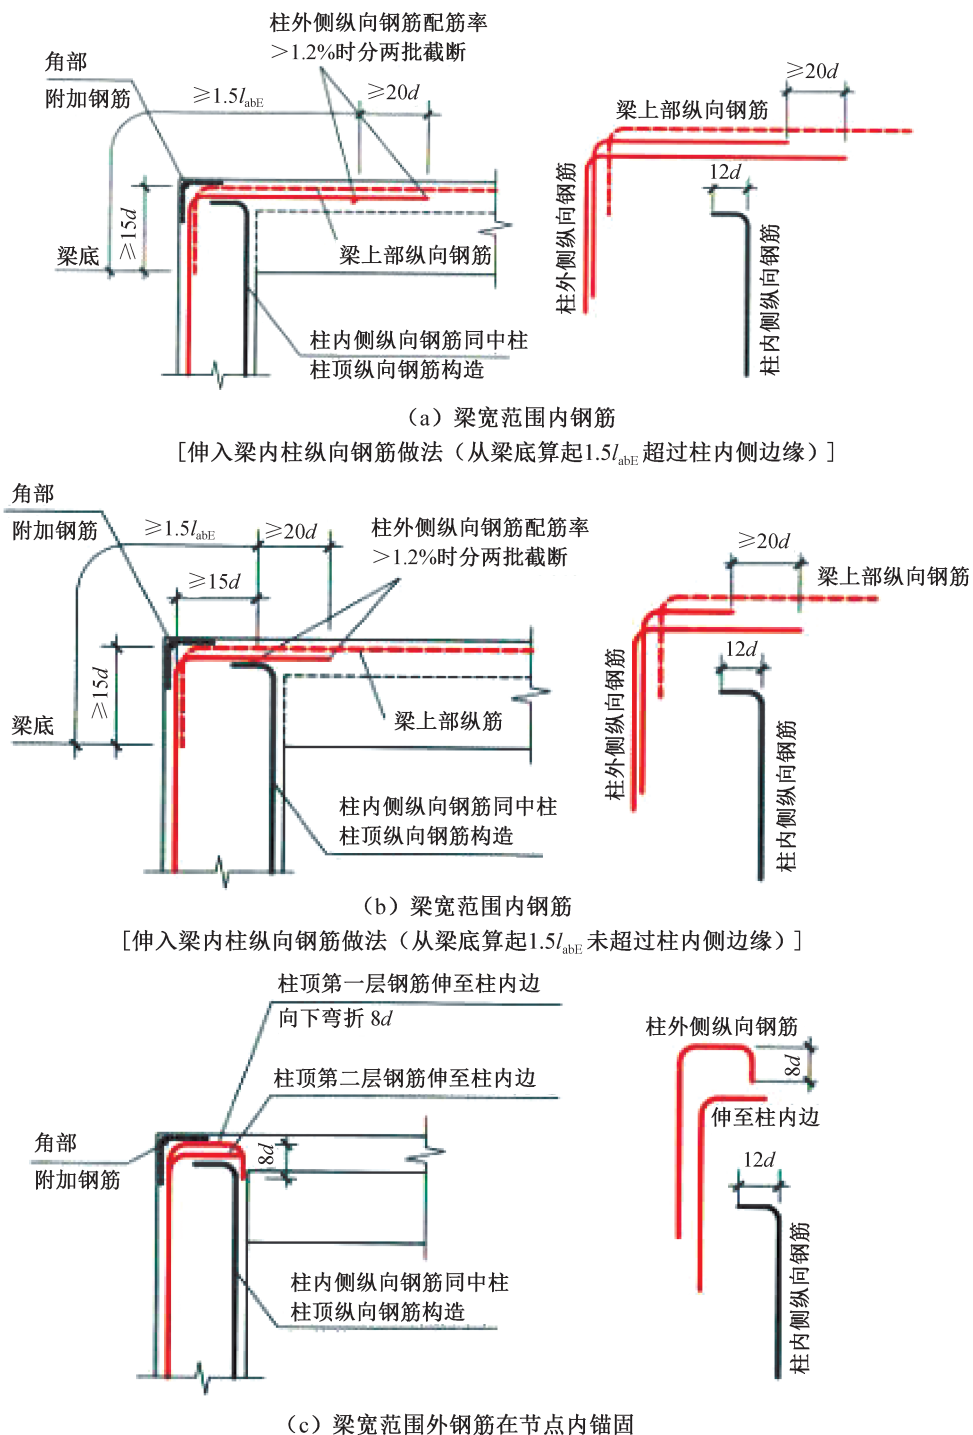 柱外侧纵向钢筋配筋率
>1.2%时分两批截断
角部
附加钢筋
≥1.5labE
≥20d
≥15d
梁底
梁上部纵向钢筋
柱内侧纵向钢筋同中柱
柱顶纵向钢筋构造
≥20d
梁上部纵向钢筋
12d
柱外侧纵向钢筋
柱内侧纵向钢筋
（a）梁宽范围内钢筋
[伸入梁内柱纵向钢筋做法（从梁底算起1.5labE超过柱内侧边缘）]
角部
附加钢筋
≥1.5labE
≥20d
柱外侧纵向钢筋配筋率
>1.2%时分两批截断
≥15d
≥15d
梁底
梁上部纵筋
柱内侧纵向钢筋同中柱
柱顶纵向钢筋构造
≥20d
梁上部纵向钢筋
12d
柱外侧纵向钢筋
柱内侧纵向钢筋
（b）梁宽范围内钢筋
[伸入梁内柱纵向钢筋做法（从梁底算起1.5labE未超过柱内侧边缘）]
柱顶第一层钢筋伸至柱内边
向下弯折8d
柱顶第二层钢筋伸至柱内边
角部
附加钢筋
8d
柱内侧纵向钢筋同中柱
柱顶纵向钢筋构造
柱外侧纵向钢筋
8d
伸至柱内边
12d
柱内侧纵向钢筋
（c）梁宽范围外钢筋在节点内锚固